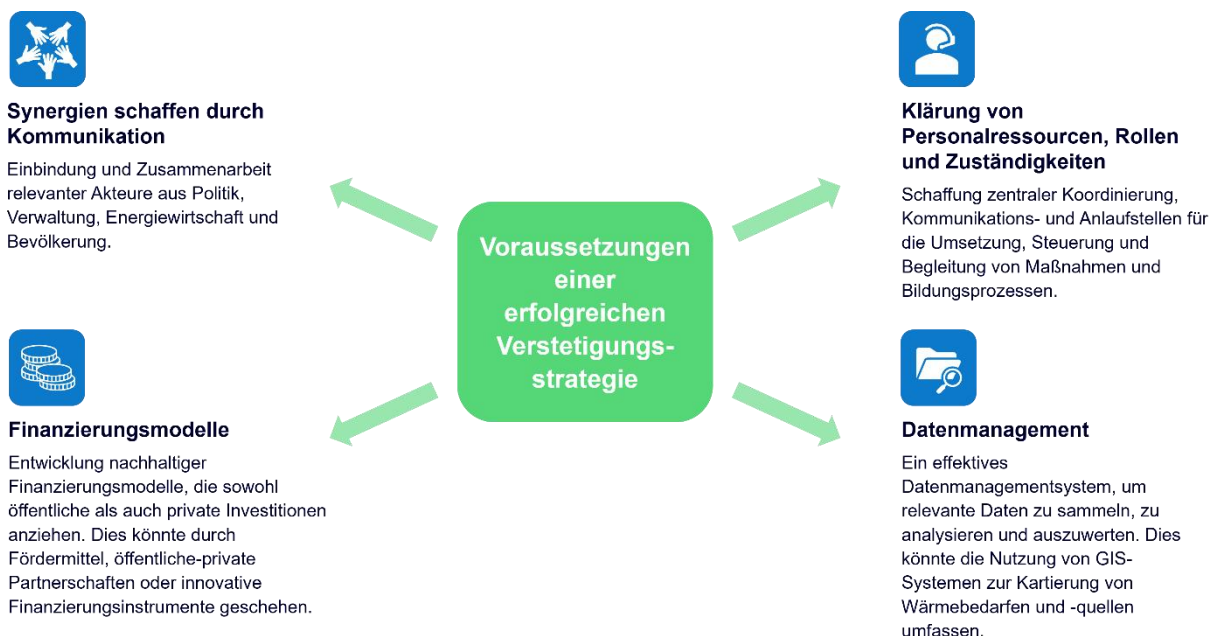 Synergien schaffen durch
Kommunikation
Einbindung und Zusammenarbeit
relevanter Akteure aus Politik,
Verwaltung, Energiewirtschaft und
Bevölkerung.
Klärung von
Personalressourcen, Rollen
und Zuständigkeiten
Schaffung zentraler Koordinierung,
Kommunikations- und Anlaufstellen für
die Umsetzung, Steuerung und
Begleitung von Maßnahmen und
Bildungsprozessen.
Voraussetzungen
einer
erfolgreichen
Verstetigungs-
strategie
Finanzierungsmodelle
Entwicklung nachhaltiger
Finanzierungsmodelle, die sowohl
öffentliche als auch private Investitionen
anziehen. Dies könnte durch
Fördermittel, öffentliche-private
Partnerschaften oder innovative
Finanzierungsinstrumente geschehen.
Datenmanagement
Ein effektives
Datenmanagementsystem, um
relevante Daten zu sammeln, zu
analysieren und auszuwerten. Dies
könnte die Nutzung von GIS-
Systemen zur Kartierung von
Wärmebedarfen und -quellen
umfassen.